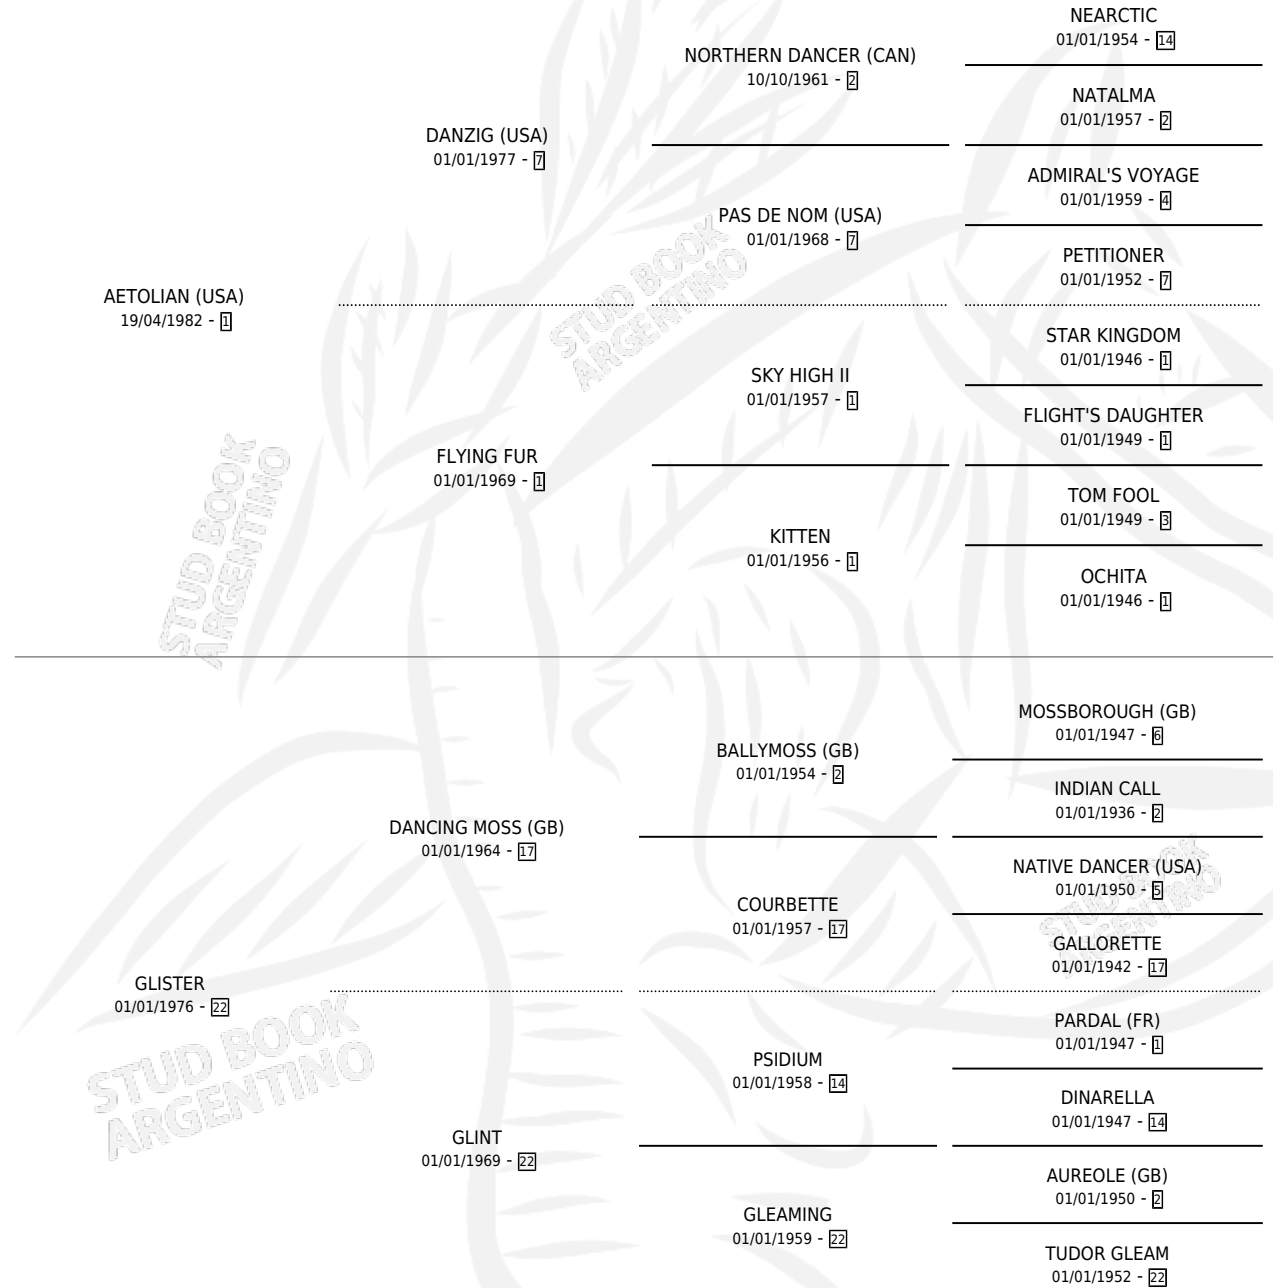 NEARCTIC
01/01/1954 - 14
NORTHERN DANCER (CAN)
10/10/1961 - 2
NATALMA
01/01/1957 - 2
DANZIG (USA)
01/01/1977 - 7
ADMIRAL'S VOYAGE
01/01/1959 - 4
PAS DE NOM (USA)
01/01/1968 - 7
PETITIONER
01/01/1952 - 7
AETOLIAN (USA)
19/04/1982 - 1
STAR KINGDOM
01/01/1946 - 1
SKY HIGH II
01/01/1957 - 1
FLIGHT'S DAUGHTER
01/01/1949 - 1
FLYING FUR
01/01/1969 - 1
TOM FOOL
01/01/1949 - 3
KITTEN
01/01/1956 - 1
OCHITA
01/01/1946 - 1
MOSSBOROUGH (GB)
01/01/1947 - 6
BALLYMOSS (GB)
01/01/1954 - 2
INDIAN CALL
01/01/1936 - 2
DANCING MOSS (GB)
01/01/1964 - 17
NATIVE DANCER (USA)
01/01/1950 - 5
COURBETTE
01/01/1957 - 17
GALLORETTE
01/01/1942 - 17
GLISTER
01/01/1976 - 22
PARDAL (FR)
01/01/1947 - 1
PSIDIUM
01/01/1958 - 14
DINARELLA
01/01/1947 - 14
GLINT
01/01/1969 - 22
AUREOLE (GB)
01/01/1950 - 2
GLEAMING
01/01/1959 - 22
TUDOR GLEAM
01/01/1952 - 22
STUD BOOK
ARGENTINO
STUD BOOK
ARGENTINO
STUD BOOK
ARGENTINO
STUD BOOK
ARGENTINO